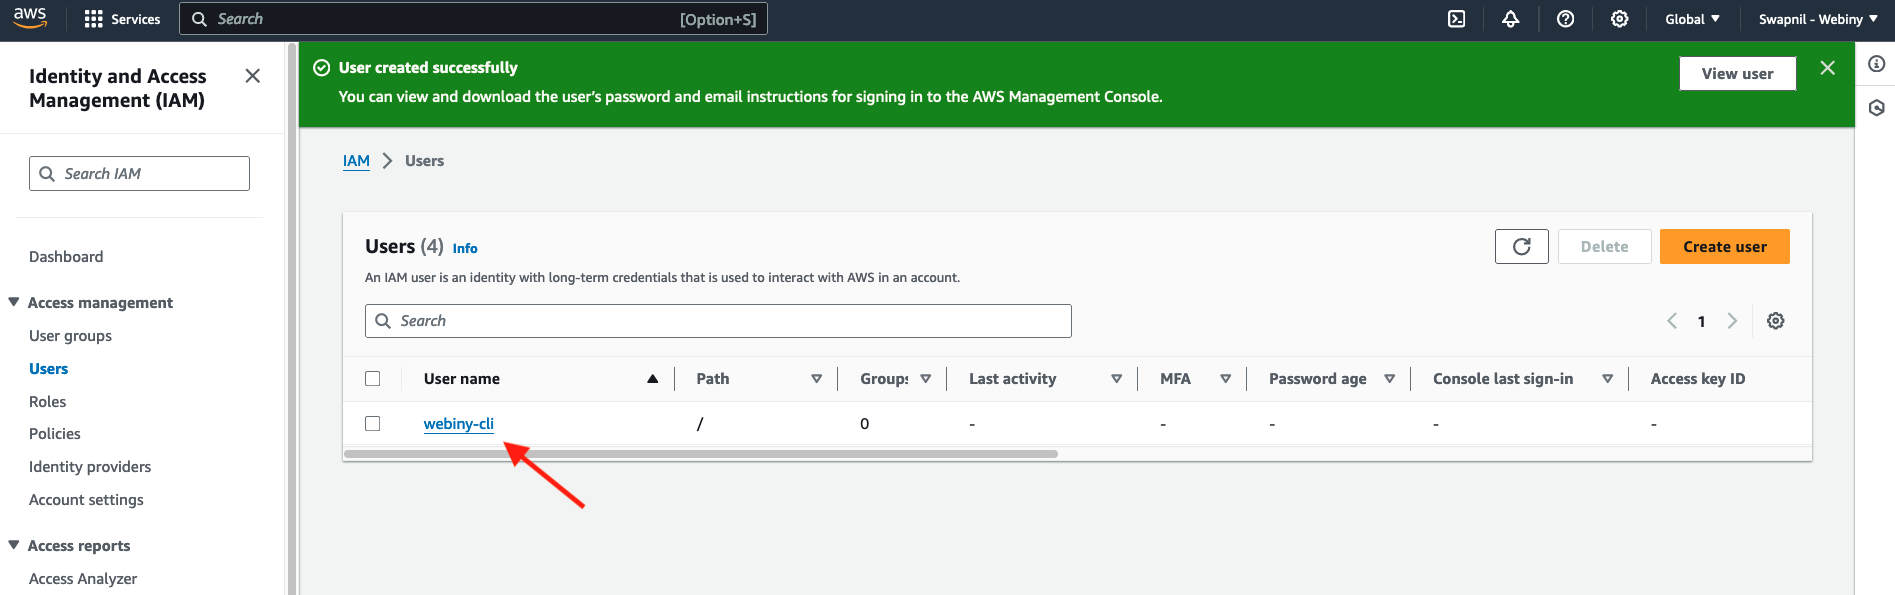 aws Services Search [Option+S] Global Swapnil - Webiny
Identity and Access
Management (IAM)
Search IAM
Dashboard
Access management
User groups
Users
Roles
Policies
Identity providers
Account settings
Access reports
Access Analyzer
User created successfully
You can view and download the user's password and email instructions for signing in to the AWS Management Console.
View user
IAM Users
Users (4) Info
An IAM user is an identity with long-term credentials that is used to interact with AWS in an account.
Delete Create user
Search
1
User name Path Groups Last activity MFA Password age Console last sign-in Access key ID
webiny-cli / 0 - - - - -